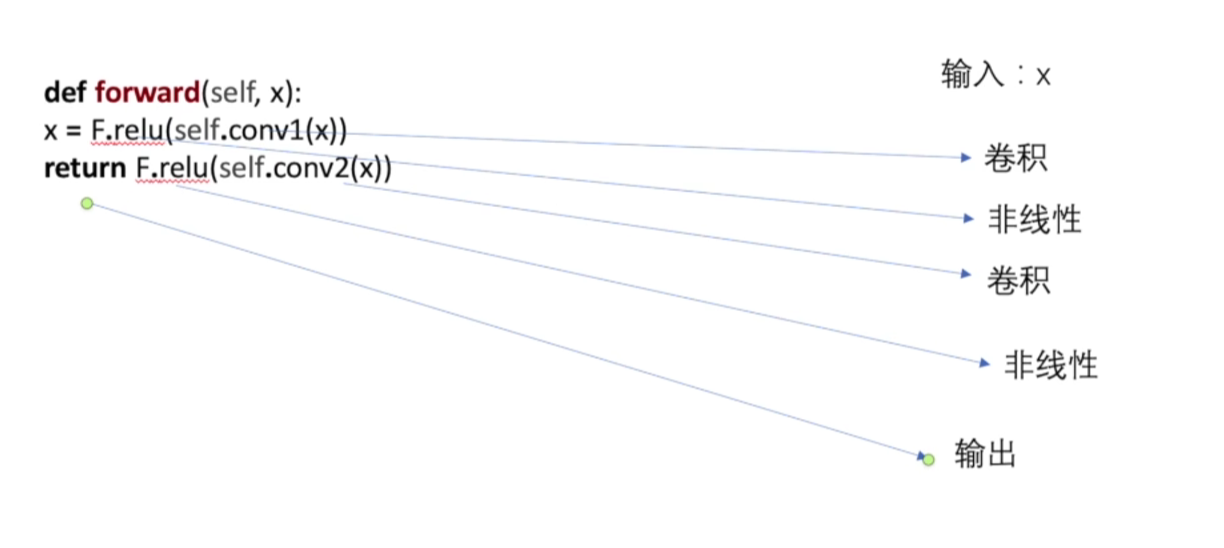 输入：x
def forward(self, x):
x = F.relu(self.conv1(x))
return F.relu(self.conv2(x))
卷积
非线性
卷积
非线性
输出